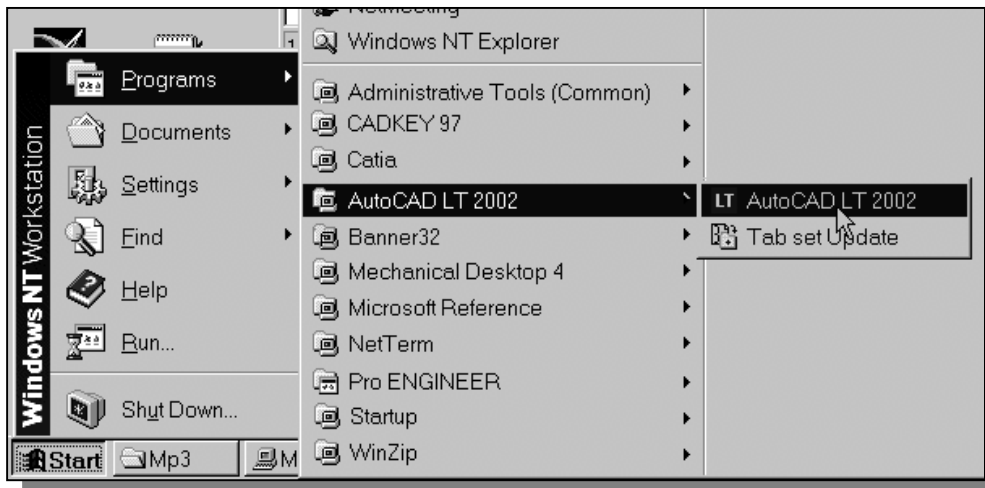 NetMeeting
Windows NT Explorer
Administrative Tools (Common)
CADKEY 97
Catia
AutoCAD LT 2002
Banner32
Mechanical Desktop 4
Microsoft Reference
NetTerm
Pro ENGINEER
Startup
WinZip
LT AutoCAD LT 2002
Tab set Update
Programs
Documents
Settings
Find
Help
Run...
Shut Down...
Windows NT Workstation
Start
Mp3
M